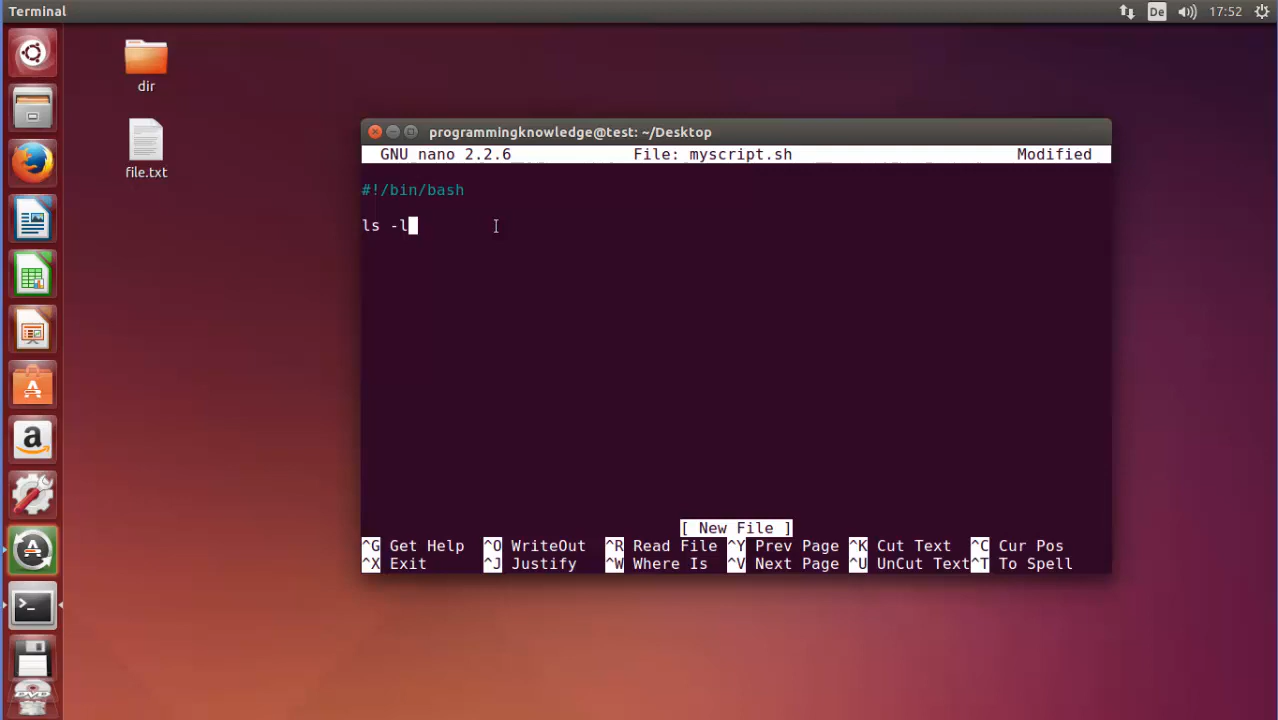 Terminal
De
17:52
dir
file.txt
programmingknowledge@test: ~/Desktop
GNU nano 2.2.6 File: myscript.sh Modified
#!/bin/bash
ls -l
[ New File ]
^G Get Help ^O WriteOut ^R Read File ^Y Prev Page ^K Cut Text ^C Cur Pos
^X Exit ^J Justify ^W Where Is ^V Next Page ^U UnCut Text ^T To Spell